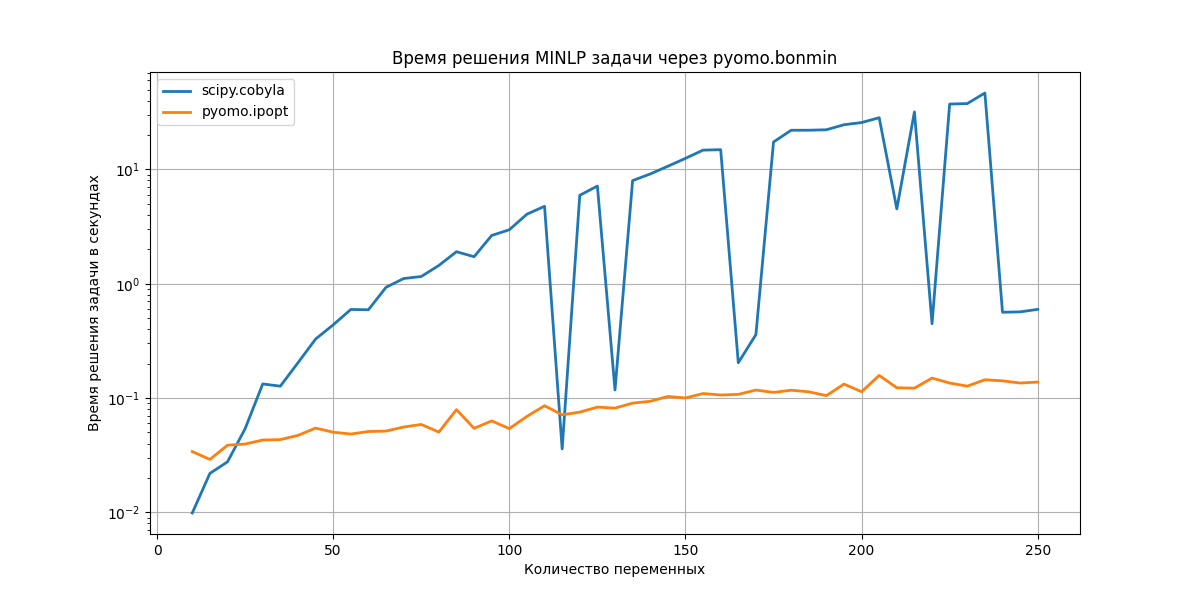 Время решения MINLP задачи через pyomo.bonmin
scipy.cobyla
pyomo.ipopt
Время решения задачи в секундах
10¹
10⁰
10⁻¹
10⁻²
0 50 100 150 200 250
Количество переменных